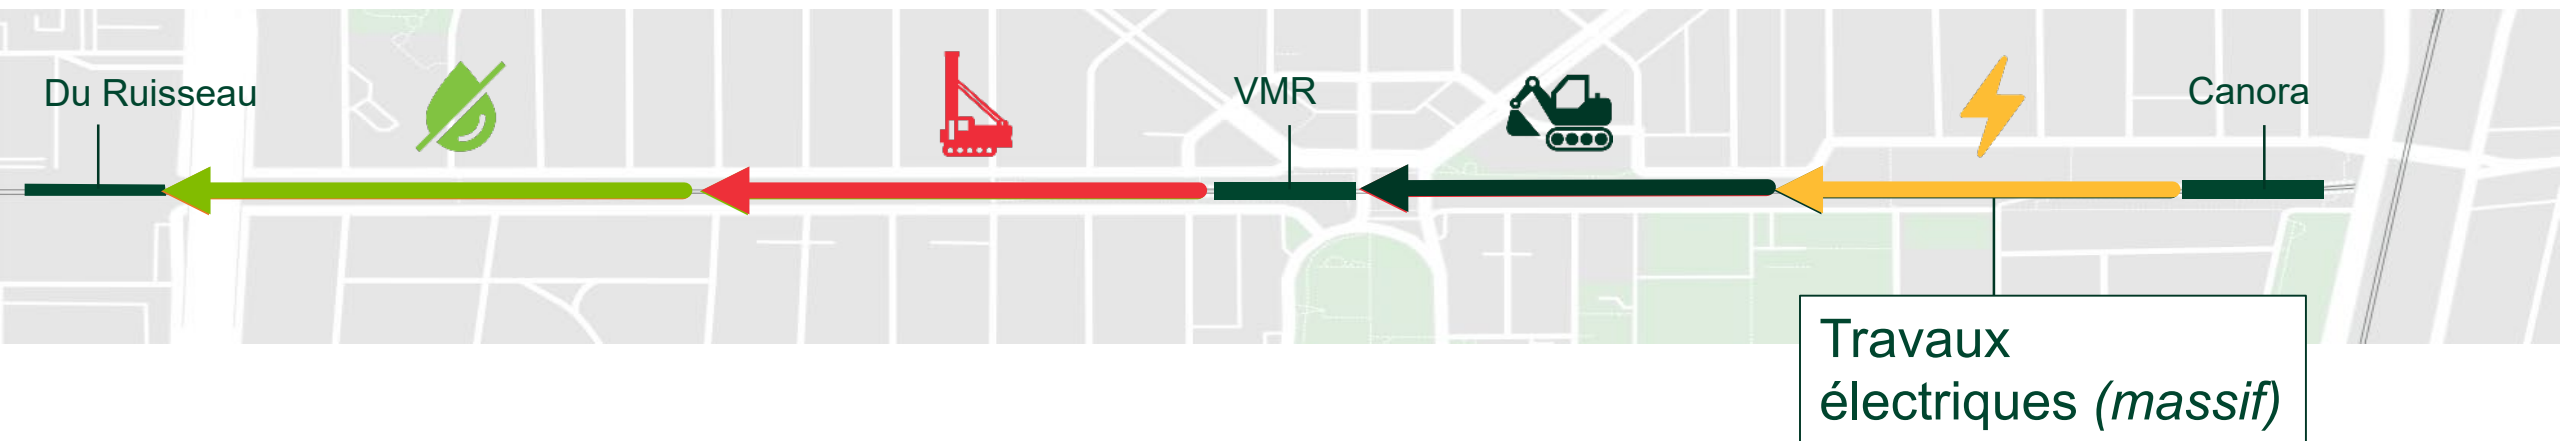 Du Ruisseau
VMR
Canora
Travaux
électriques (massif)